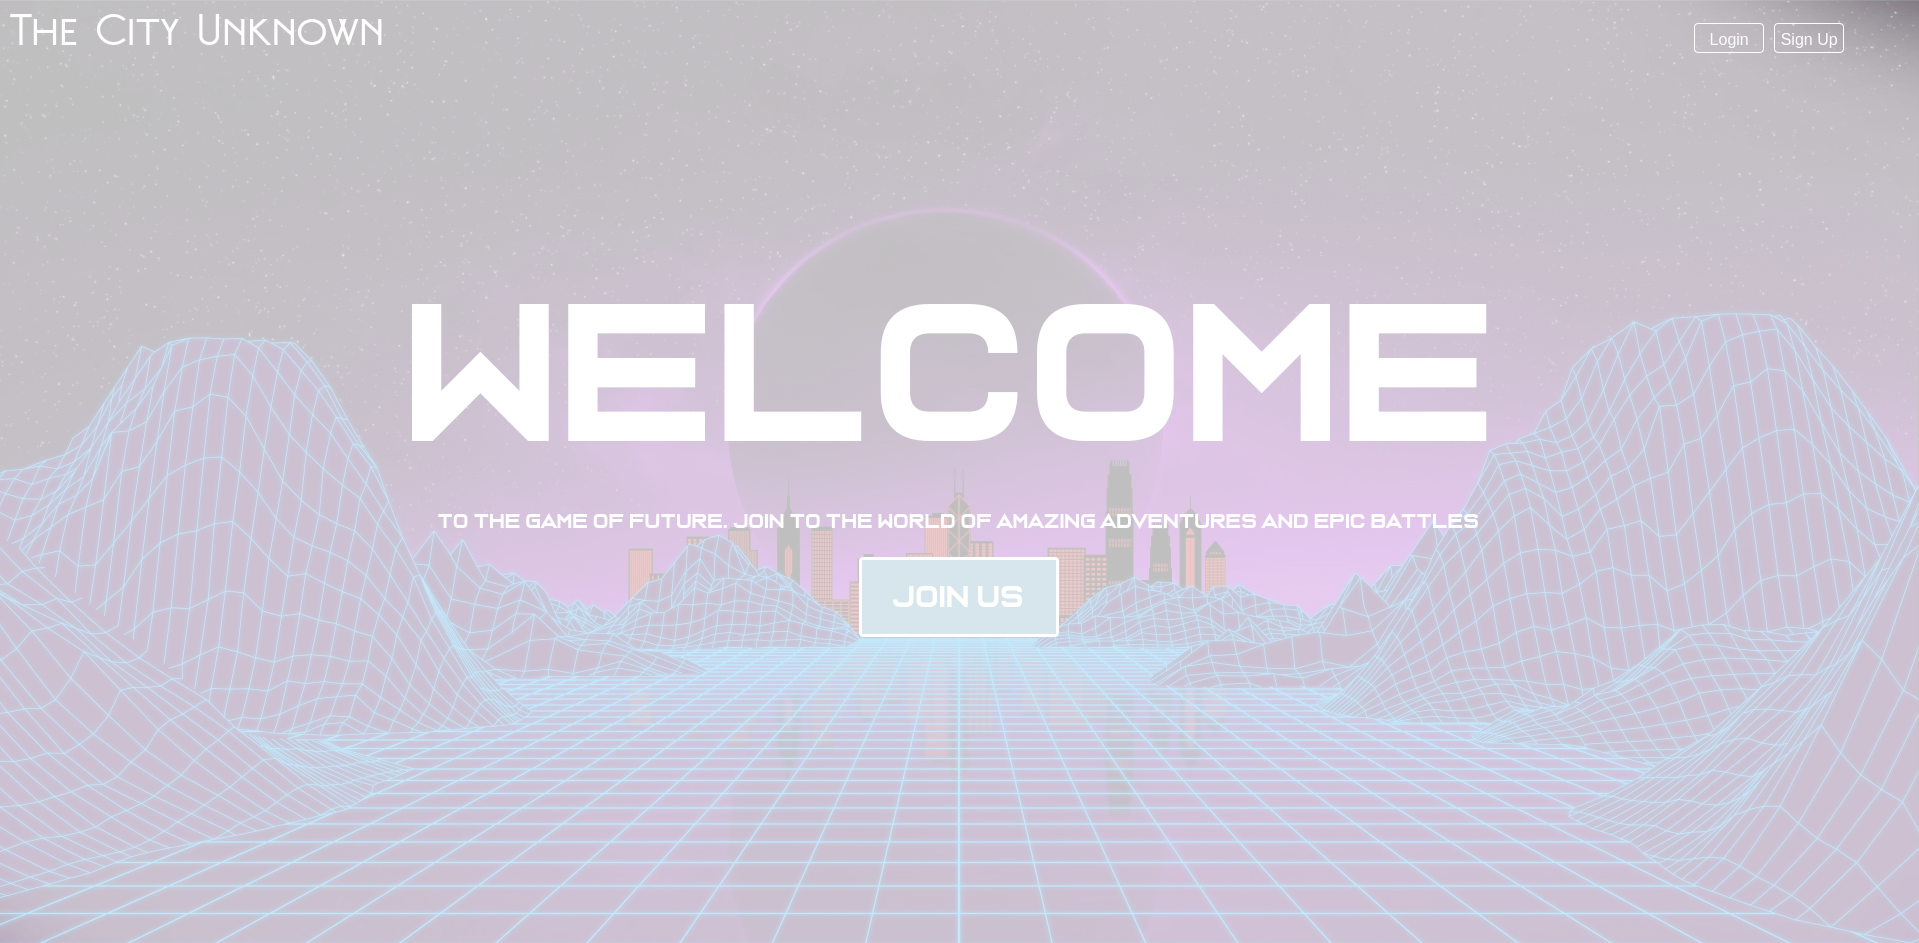 The City Unknown
Login Sign Up
WELCOME
TO THE GAME OF FUTURE. JOIN TO THE WORLD OF AMAZING ADVENTURES AND EPIC BATTLES
JOIN US